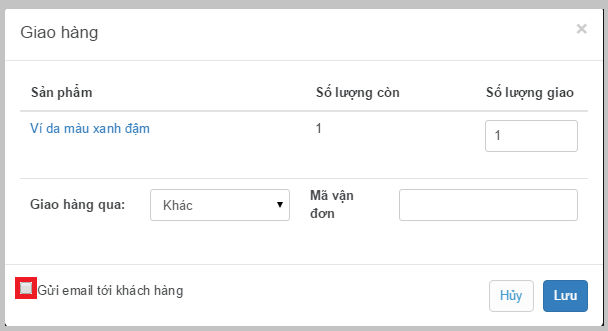 Giao hàng ×
Sản phẩm Số lượng còn Số lượng giao
Ví da màu xanh đậm 1 1
Giao hàng qua: Khác Mã vận
đơn
Gửi email tới khách hàng Hủy Lưu